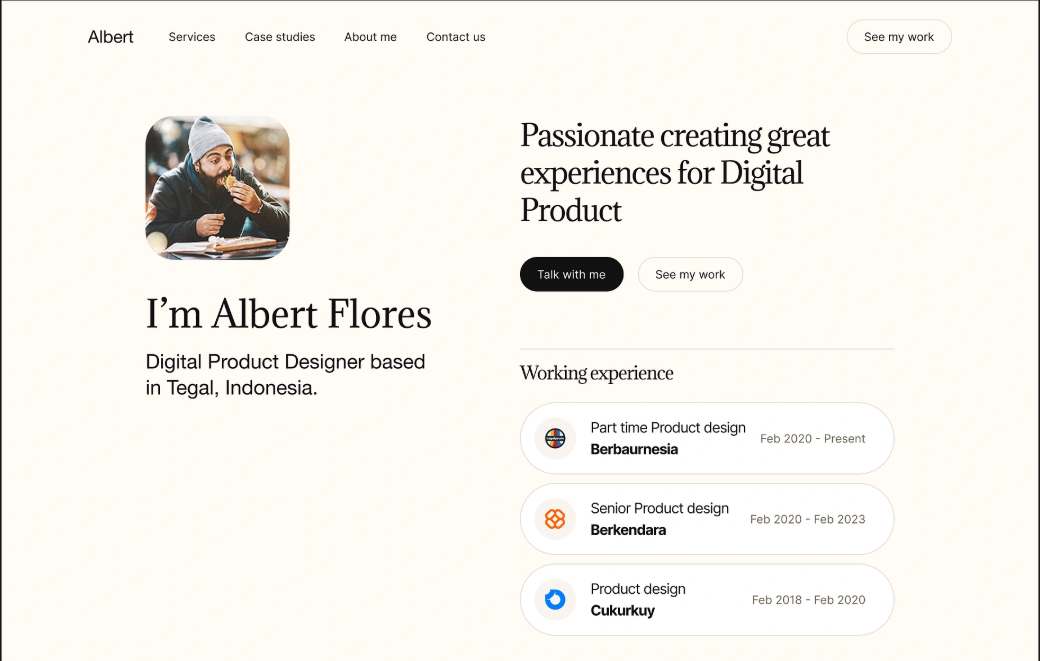 Albert
Services
Case studies
About me
Contact us
See my work
I’m Albert Flores
Digital Product Designer based
in Tegal, Indonesia.
Passionate creating great
experiences for Digital
Product
Talk with me
See my work
Working experience
Part time Product design
Berbaurnesia
Feb 2020 - Present
Senior Product design
Berkendara
Feb 2020 - Feb 2023
Product design
Cukurkuy
Feb 2018 - Feb 2020